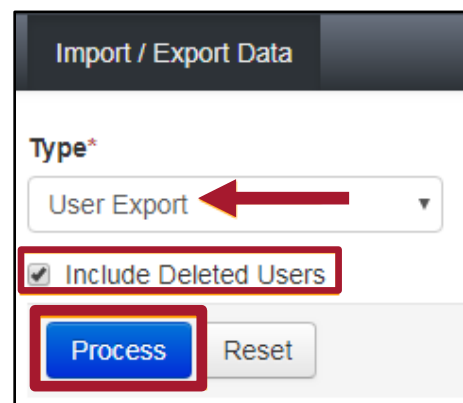 Import / Export Data
Type*
User Export
Include Deleted Users
Process Reset